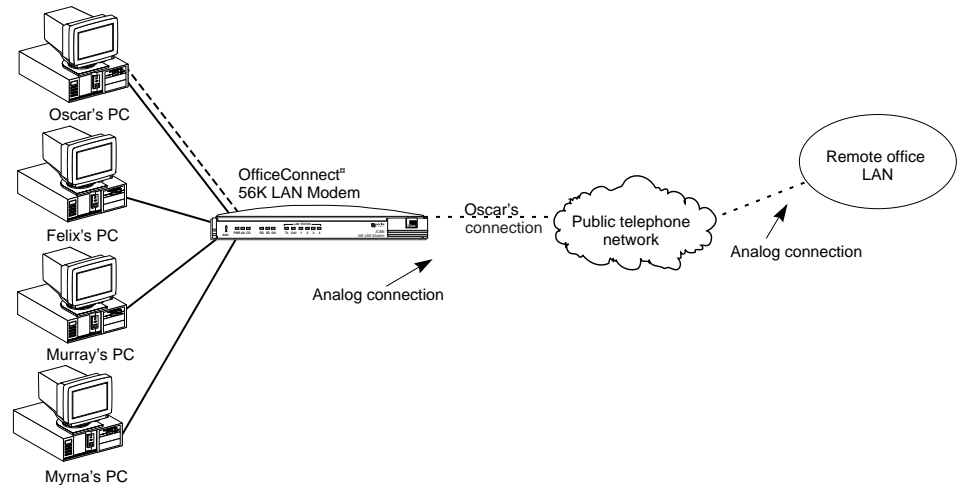 Oscar's PC
Felix's PC
Murray's PC
Myrna's PC
OfficeConnect¤
56K LAN Modem
Oscar's
connection
Analog connection
Public telephone
network
Analog connection
Remote office
LAN